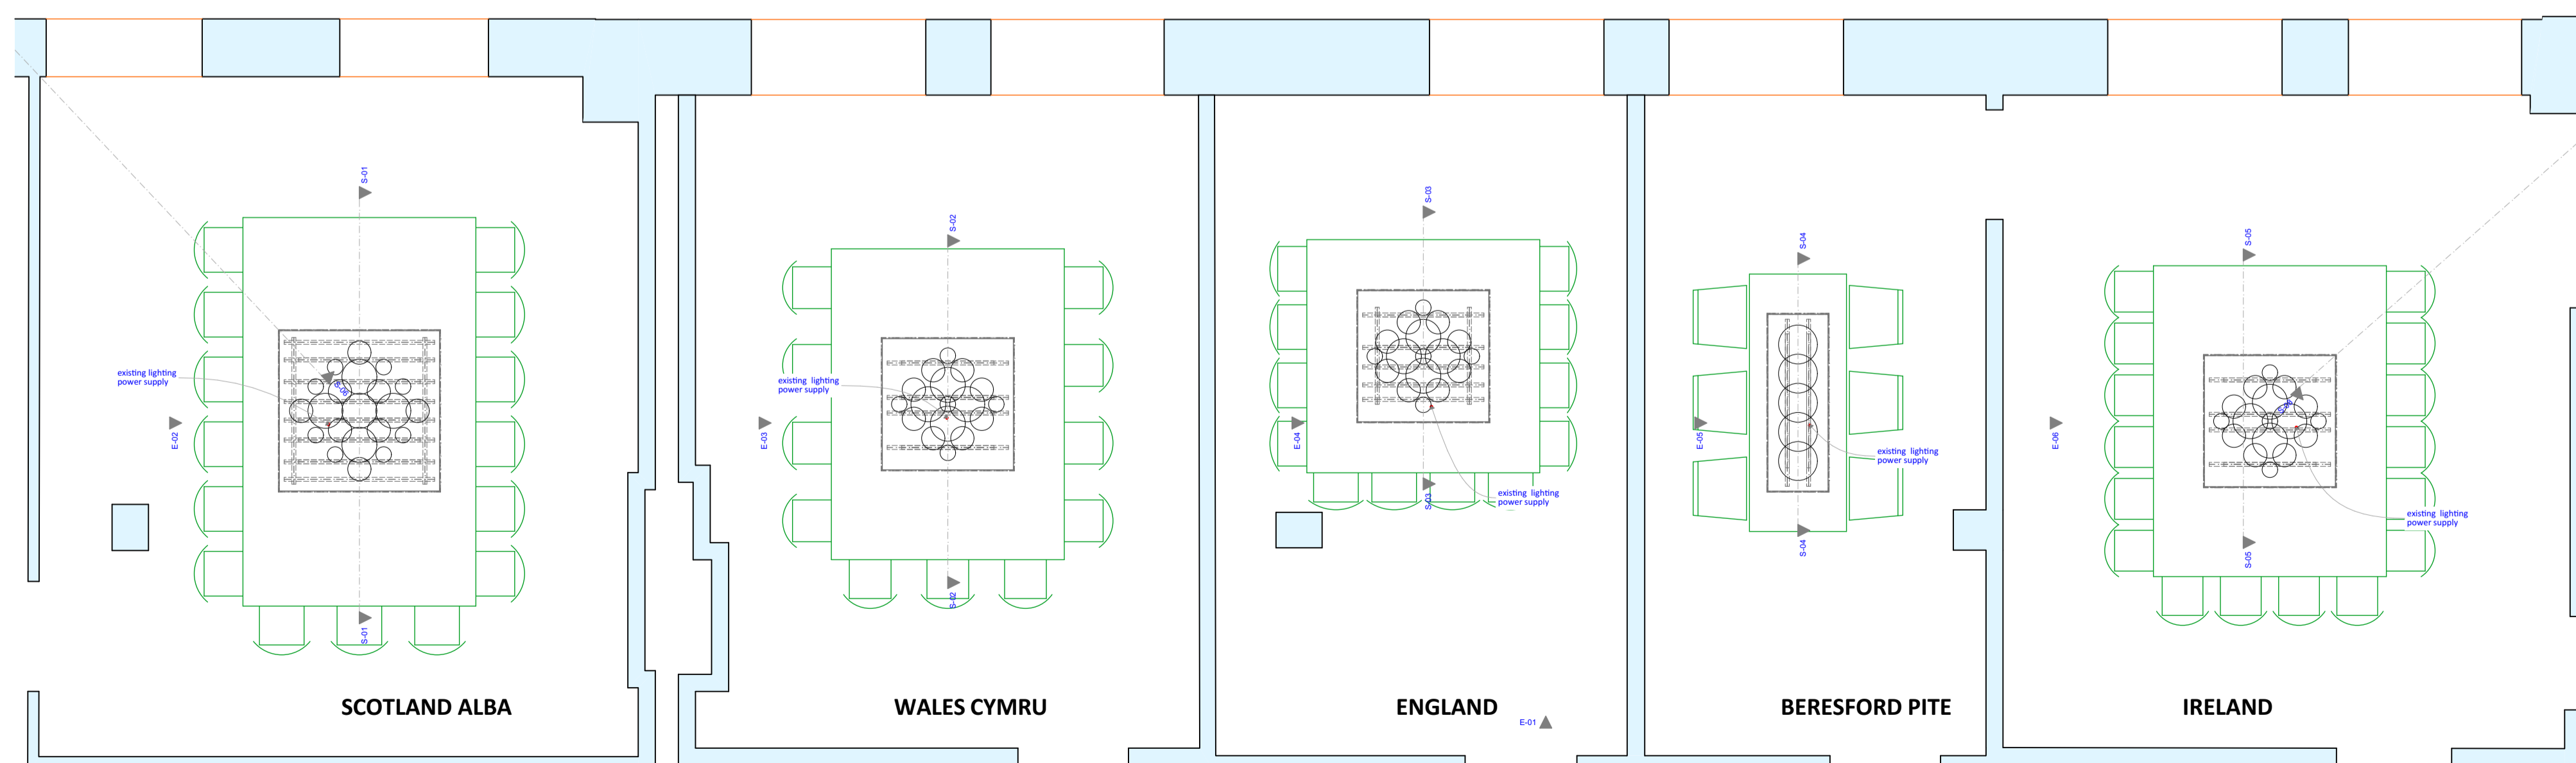 S-01
S-06
existing lighting
power supply
E-02
S-01
SCOTLAND ALBA
S-02
existing lighting
power supply
E-03
S-02
WALES CYMRU
S-03
E-04
S-03
existing lighting
power supply
ENGLAND
E-01
S-04
E-05
existing lighting
power supply
S-04
BERESFORD PITE
S-05
E-06
existing lighting
power supply
S-05
IRELAND